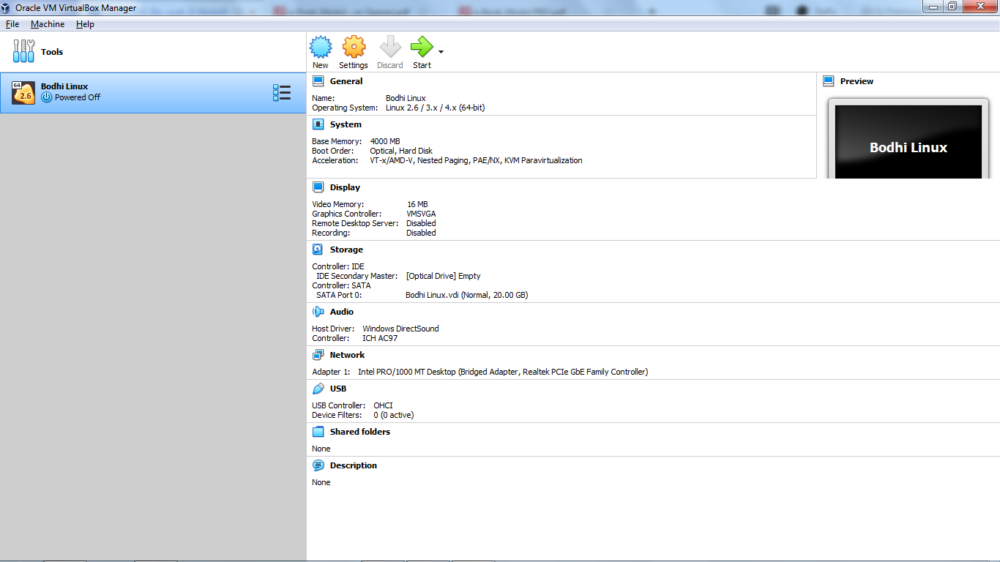 Oracle VM VirtualBox Manager
File Machine Help
Tools
New Settings Discard Start
64
2.6
Bodhi Linux
Powered Off
General
Name: Bodhi Linux
Operating System: Linux 2.6 / 3.x / 4.x (64-bit)
Preview
Bodhi Linux
System
Base Memory: 4000 MB
Boot Order: Optical, Hard Disk
Acceleration: VT-x/AMD-V, Nested Paging, PAE/NX, KVM Paravirtualization
Display
Video Memory: 16 MB
Graphics Controller: VMSVGA
Remote Desktop Server: Disabled
Recording: Disabled
Storage
Controller: IDE
IDE Secondary Master: [Optical Drive] Empty
Controller: SATA
SATA Port 0: Bodhi Linux.vdi (Normal, 20.00 GB)
Audio
Host Driver: Windows DirectSound
Controller: ICH AC97
Network
Adapter 1: Intel PRO/1000 MT Desktop (Bridged Adapter, Realtek PCIe GbE Family Controller)
USB
USB Controller: OHCI
Device Filters: 0 (0 active)
Shared folders
None
Description
None